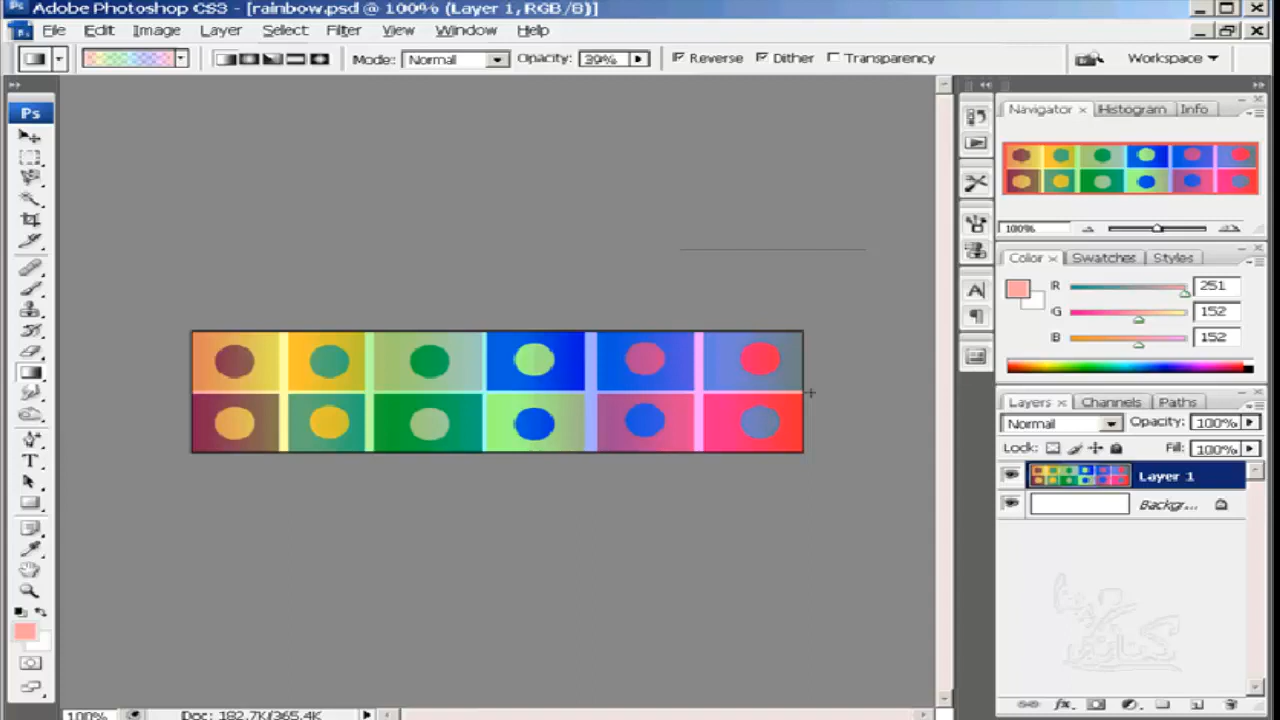 Adobe Photoshop CS3 - [rainbow.psd @ 100% (Layer 1, RGB/8)]
File Edit Image Layer Select Filter View Window Help
Mode: Normal Opacity: 39% Reverse Dither Transparency Workspace
Ps
Navigator Histogram Info
100%
Color Swatches Styles
R 251
G 152
B 152
Layers Channels Paths
Normal Opacity: 100%
Lock: Fill: 100%
Layer 1
Backgr...
100% Doc: 182.7K/365.4K